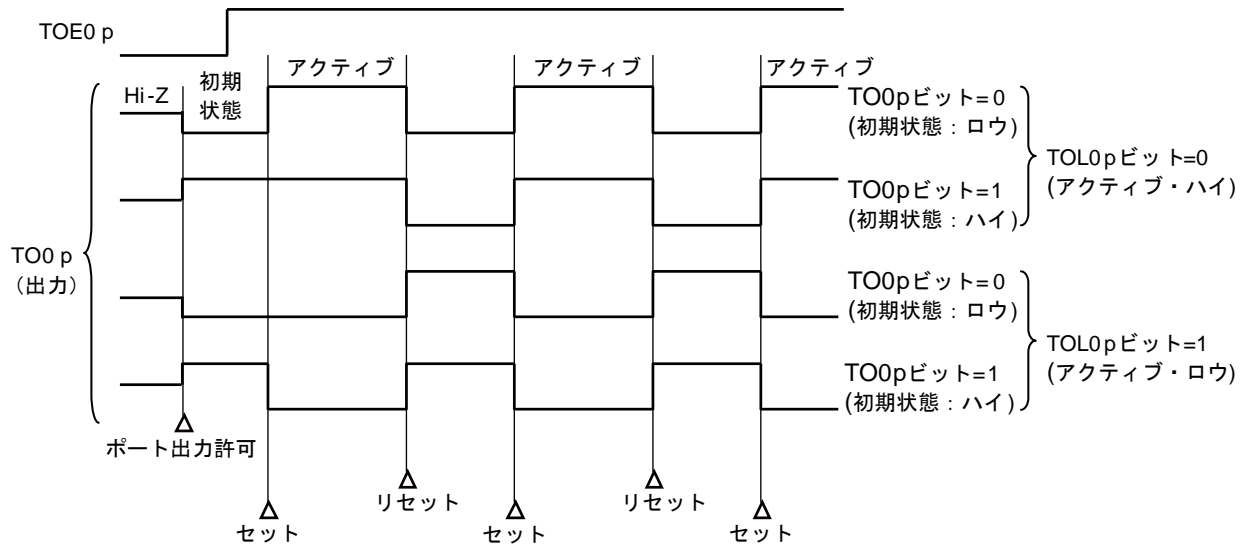 TOE0 p
アクティブ
アクティブ
アクティブ
Hi-Z
初期
状態
TO0pビット=0
(初期状態：ロウ)
TOL0pビット=0
(アクティブ・ハイ)
TO0pビット=1
(初期状態：ハイ)
TO0 p
（出力）
TO0pビット=0
(初期状態：ロウ)
TOL0pビット=1
(アクティブ・ロウ)
TO0pビット=1
(初期状態：ハイ)
ポート出力許可
リセット
リセット
セット
セット
セット